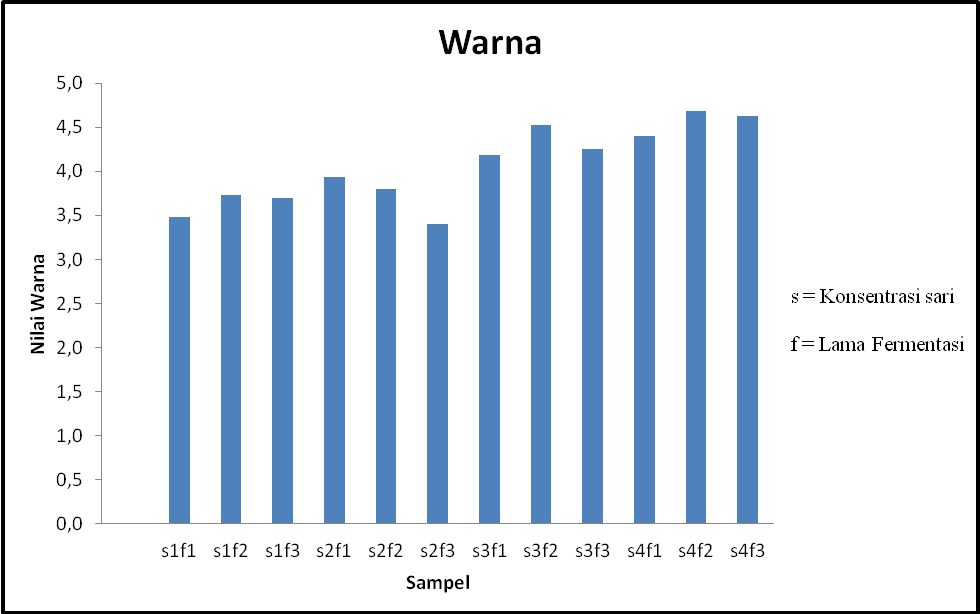 Warna
5,0
4,5
4,0
3,5
3,0
2,5
2,0
1,5
1,0
0,5
0,0
Nilai Warna
s1f1 s1f2 s1f3 s2f1 s2f2 s2f3 s3f1 s3f2 s3f3 s4f1 s4f2 s4f3
Sampel
s = Konsentrasi sari
f = Lama Fermentasi